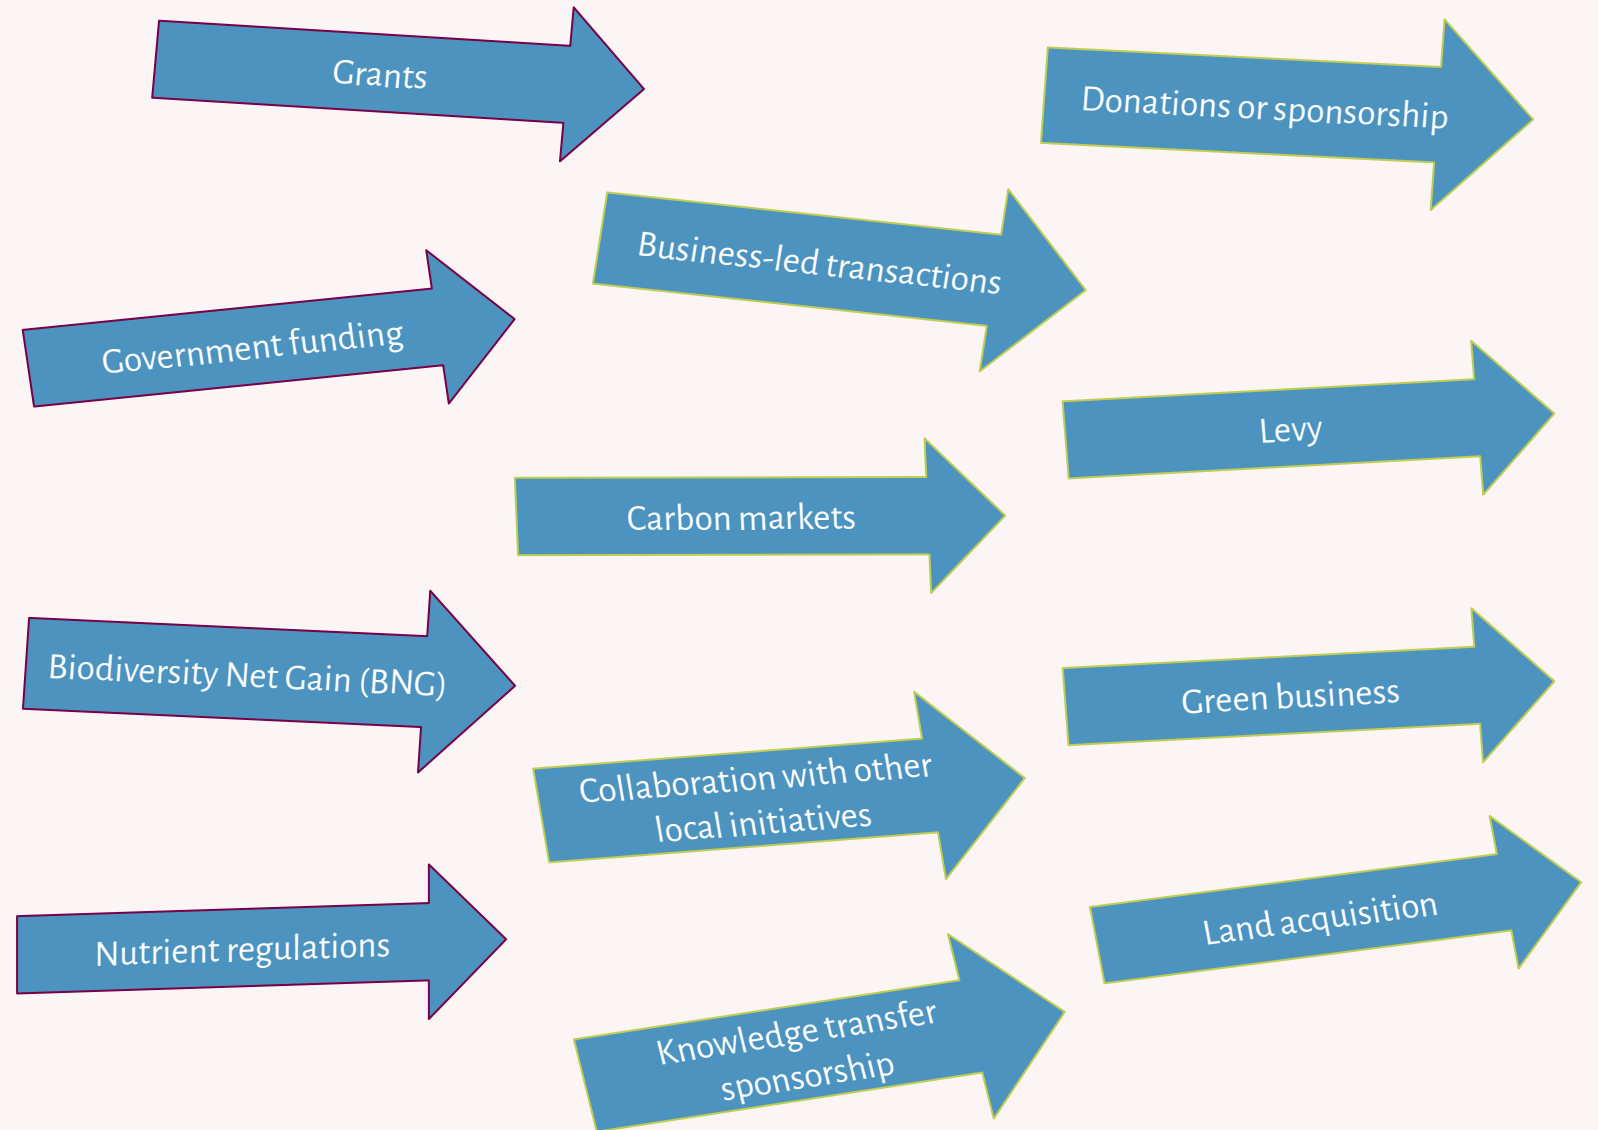 Grants
Donations or sponsorship
Business-led transactions
Government funding
Levy
Carbon markets
Biodiversity Net Gain (BNG)
Green business
Collaboration with other
local initiatives
Land acquisition
Nutrient regulations
Knowledge transfer
sponsorship